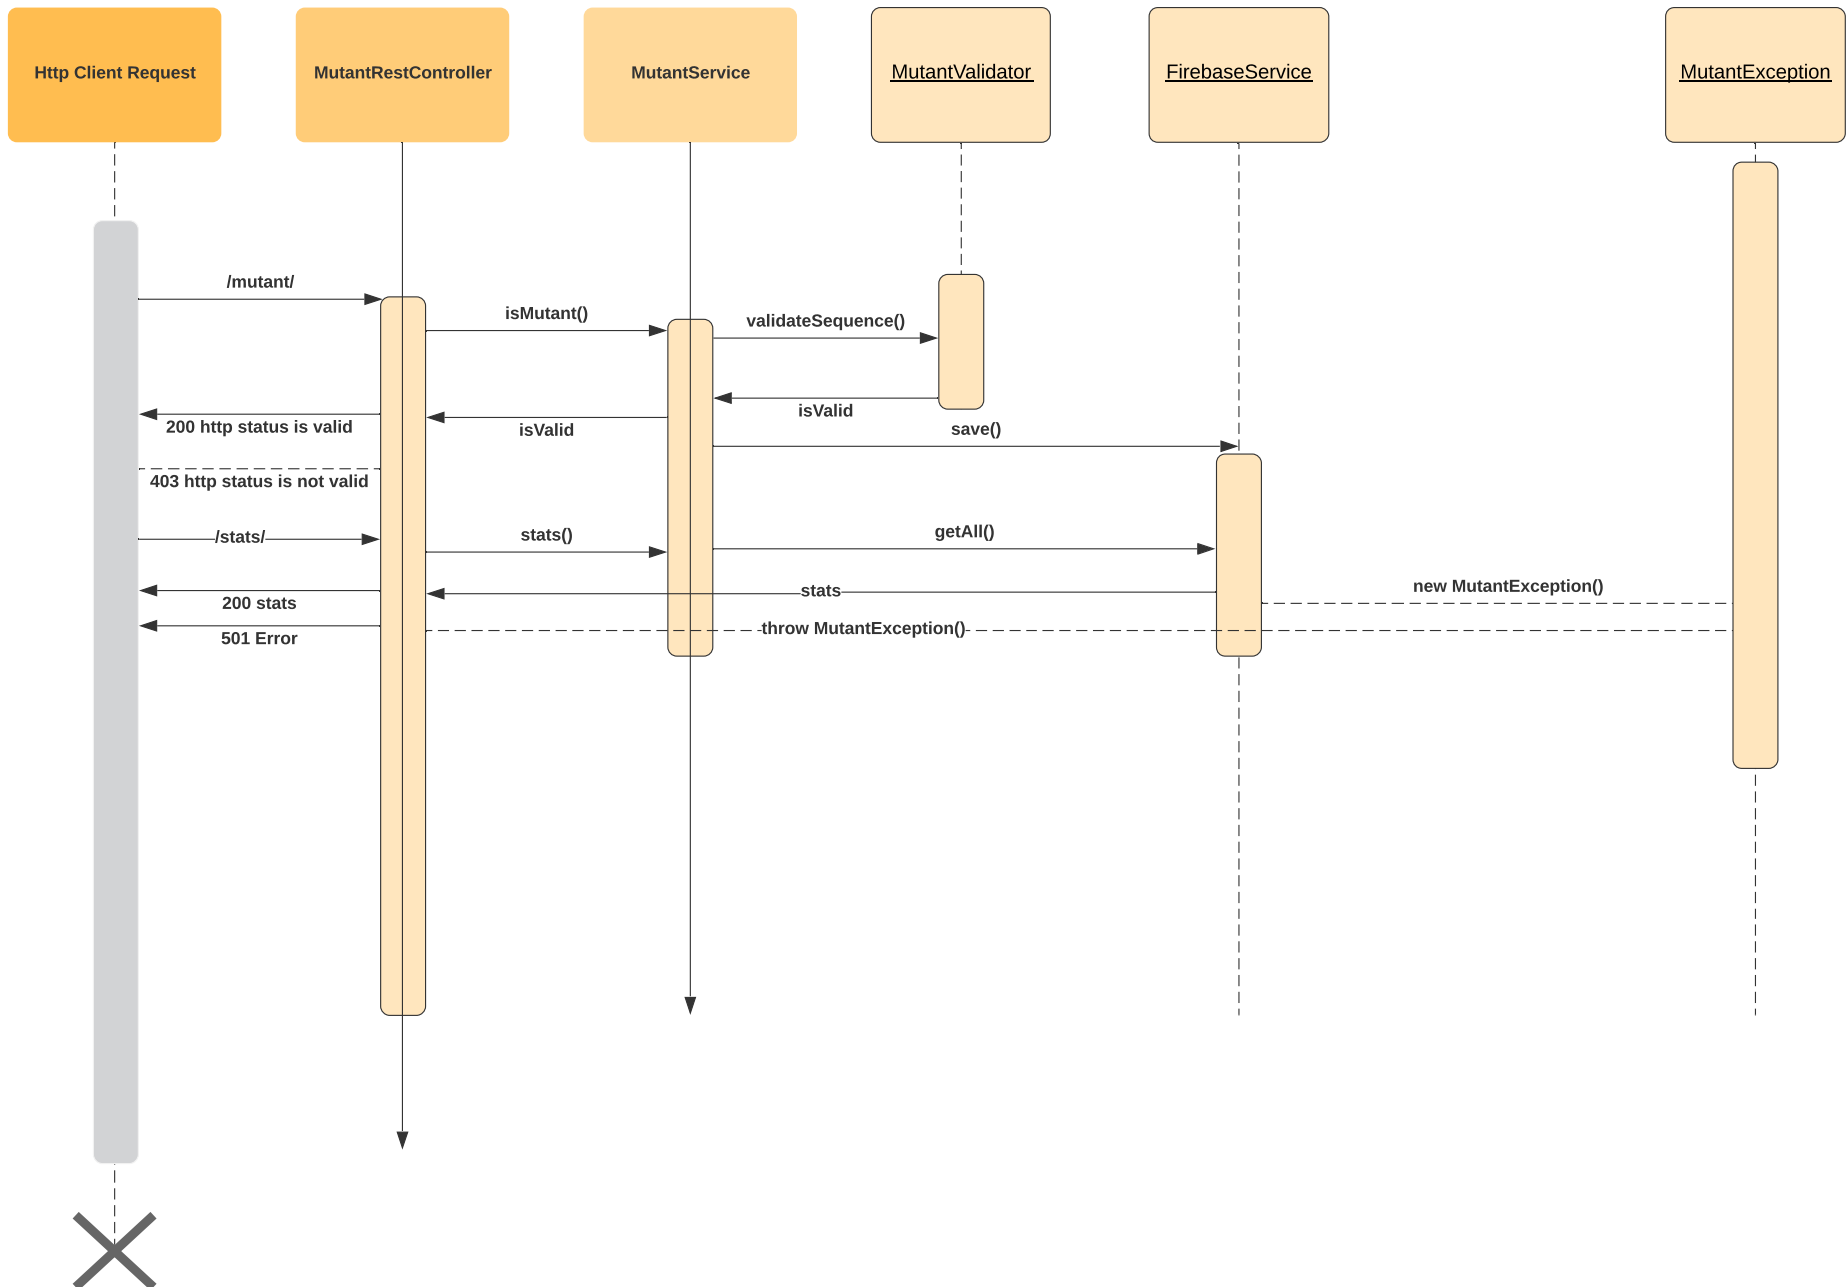 Http Client Request
MutantRestController
MutantService
MutantValidator
FirebaseService
MutantException
/mutant/
isMutant()
validateSequence()
isValid
200 http status is valid
isValid
save()
403 http status is not valid
/stats/
stats()
getAll()
stats
new MutantException()
200 stats
throw MutantException()
501 Error